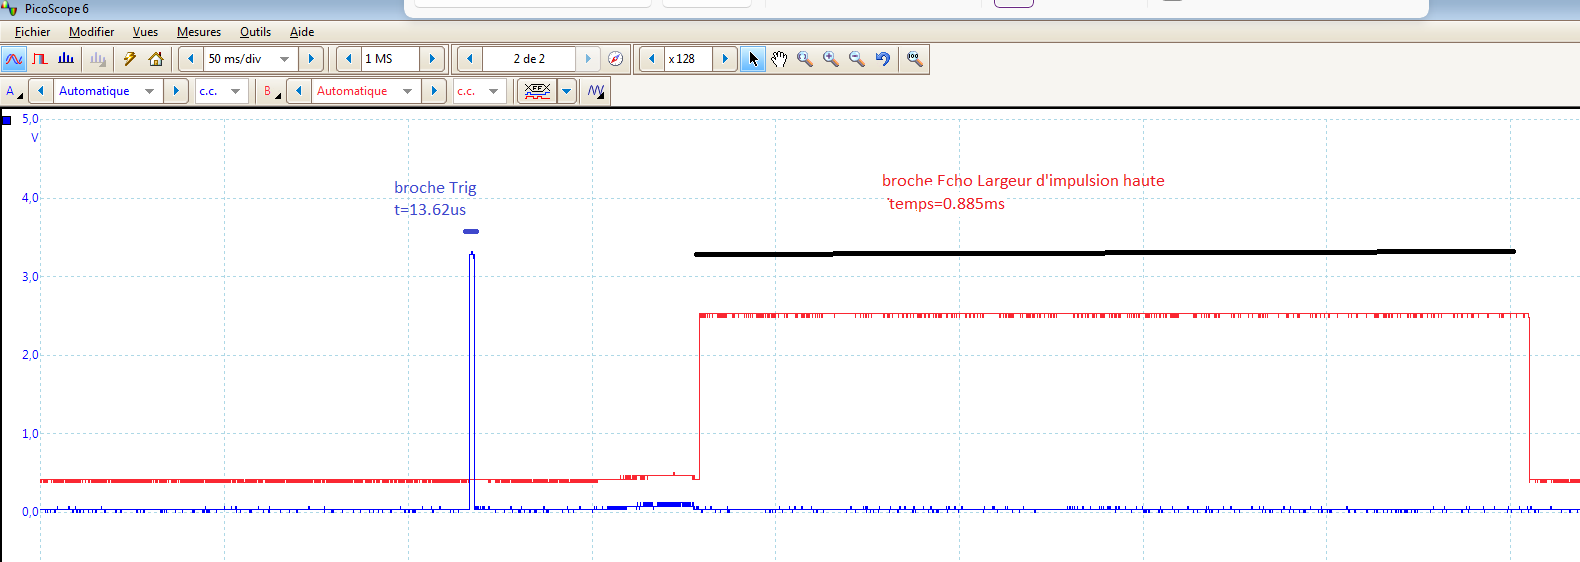 PicoScope 6
Fichier Modifier Vues Mesures Outils Aide
50 ms/div 1 MS 2 de 2 x128
A Automatique c.c. B Automatique c.c.
5,0
V
broche Trig
t=13.62us
broche Echo Largeur d'impulsion haute
temps=0.885ms
4,0
3,0
2,0
1,0
0,0